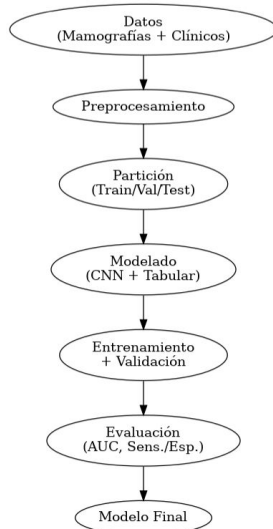 Datos
(Mamografías + Clínicos)
Preprocesamiento
Partición
(Train/Val/Test)
Modelado
(CNN + Tabular)
Entrenamiento
+ Validación
Evaluación
(AUC, Sens./Esp.)
Modelo Final